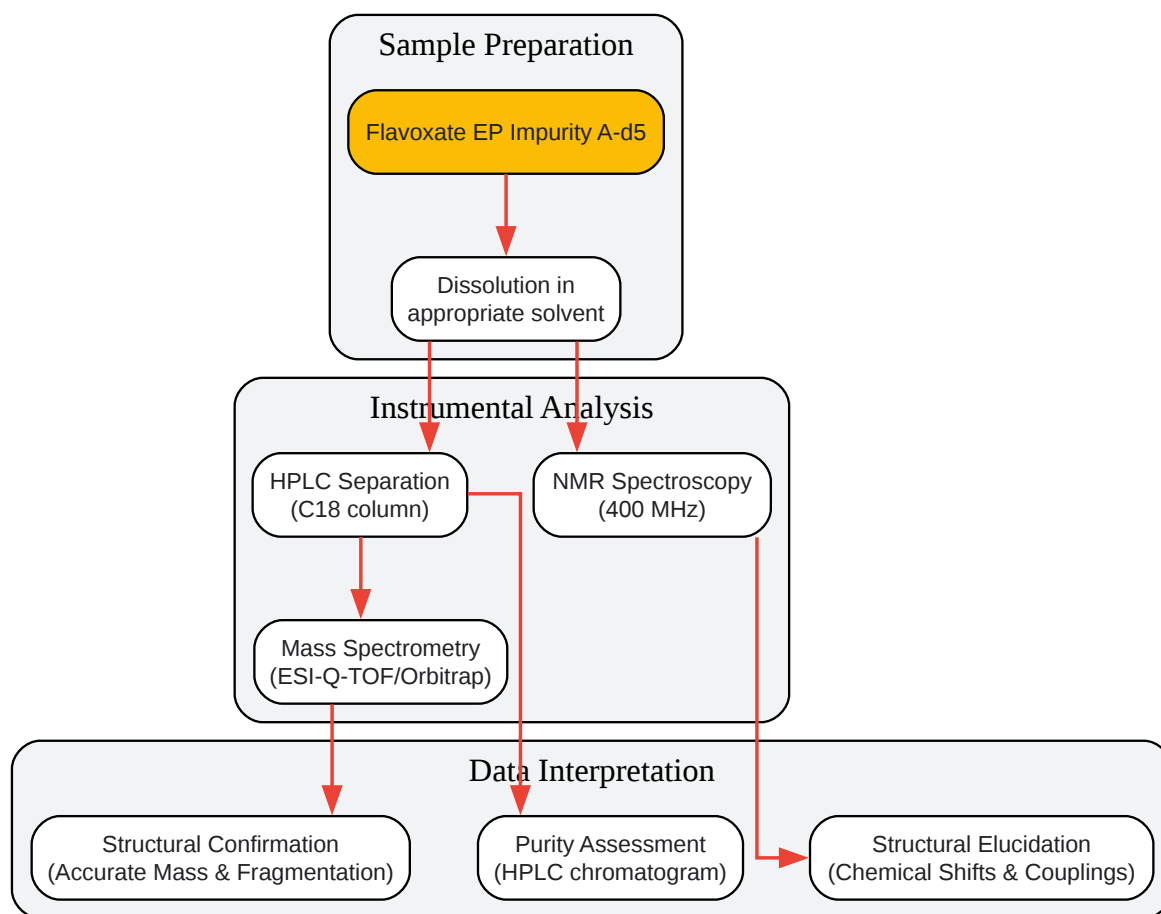 Sample Preparation
Flavoxate EP Impurity A-d5
Dissolution in
appropriate solvent
Instrumental Analysis
HPLC Separation
(C18 column)
NMR Spectroscopy
(400 MHz)
Mass Spectrometry
(ESI-Q-TOF/Orbitrap)
Data Interpretation
Structural Confirmation
(Accurate Mass & Fragmentation)
Purity Assessment
(HPLC chromatogram)
Structural Elucidation
(Chemical Shifts & Couplings)